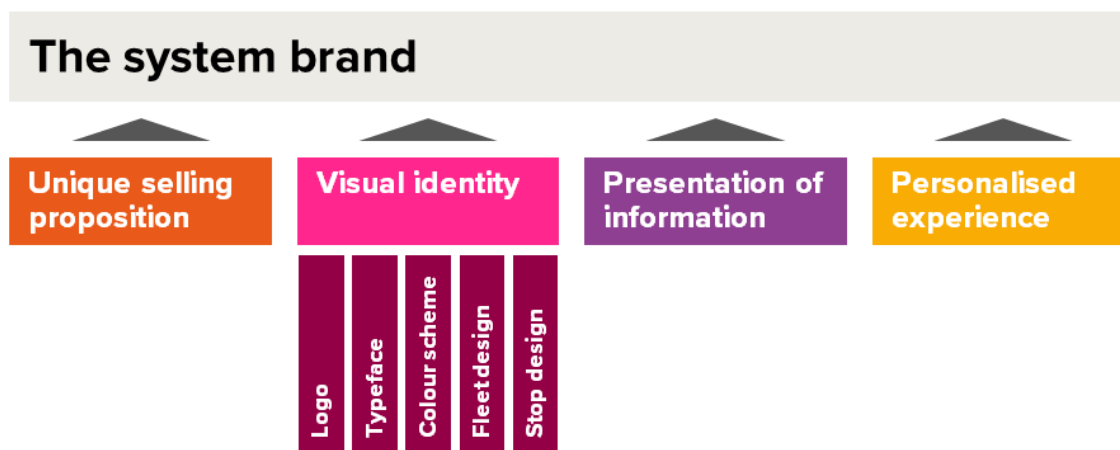 The system brand
Unique selling
proposition
Visual identity
Presentation of
information
Personalised
experience
Logo
Typeface
Colour scheme
Fleet design
Stop design